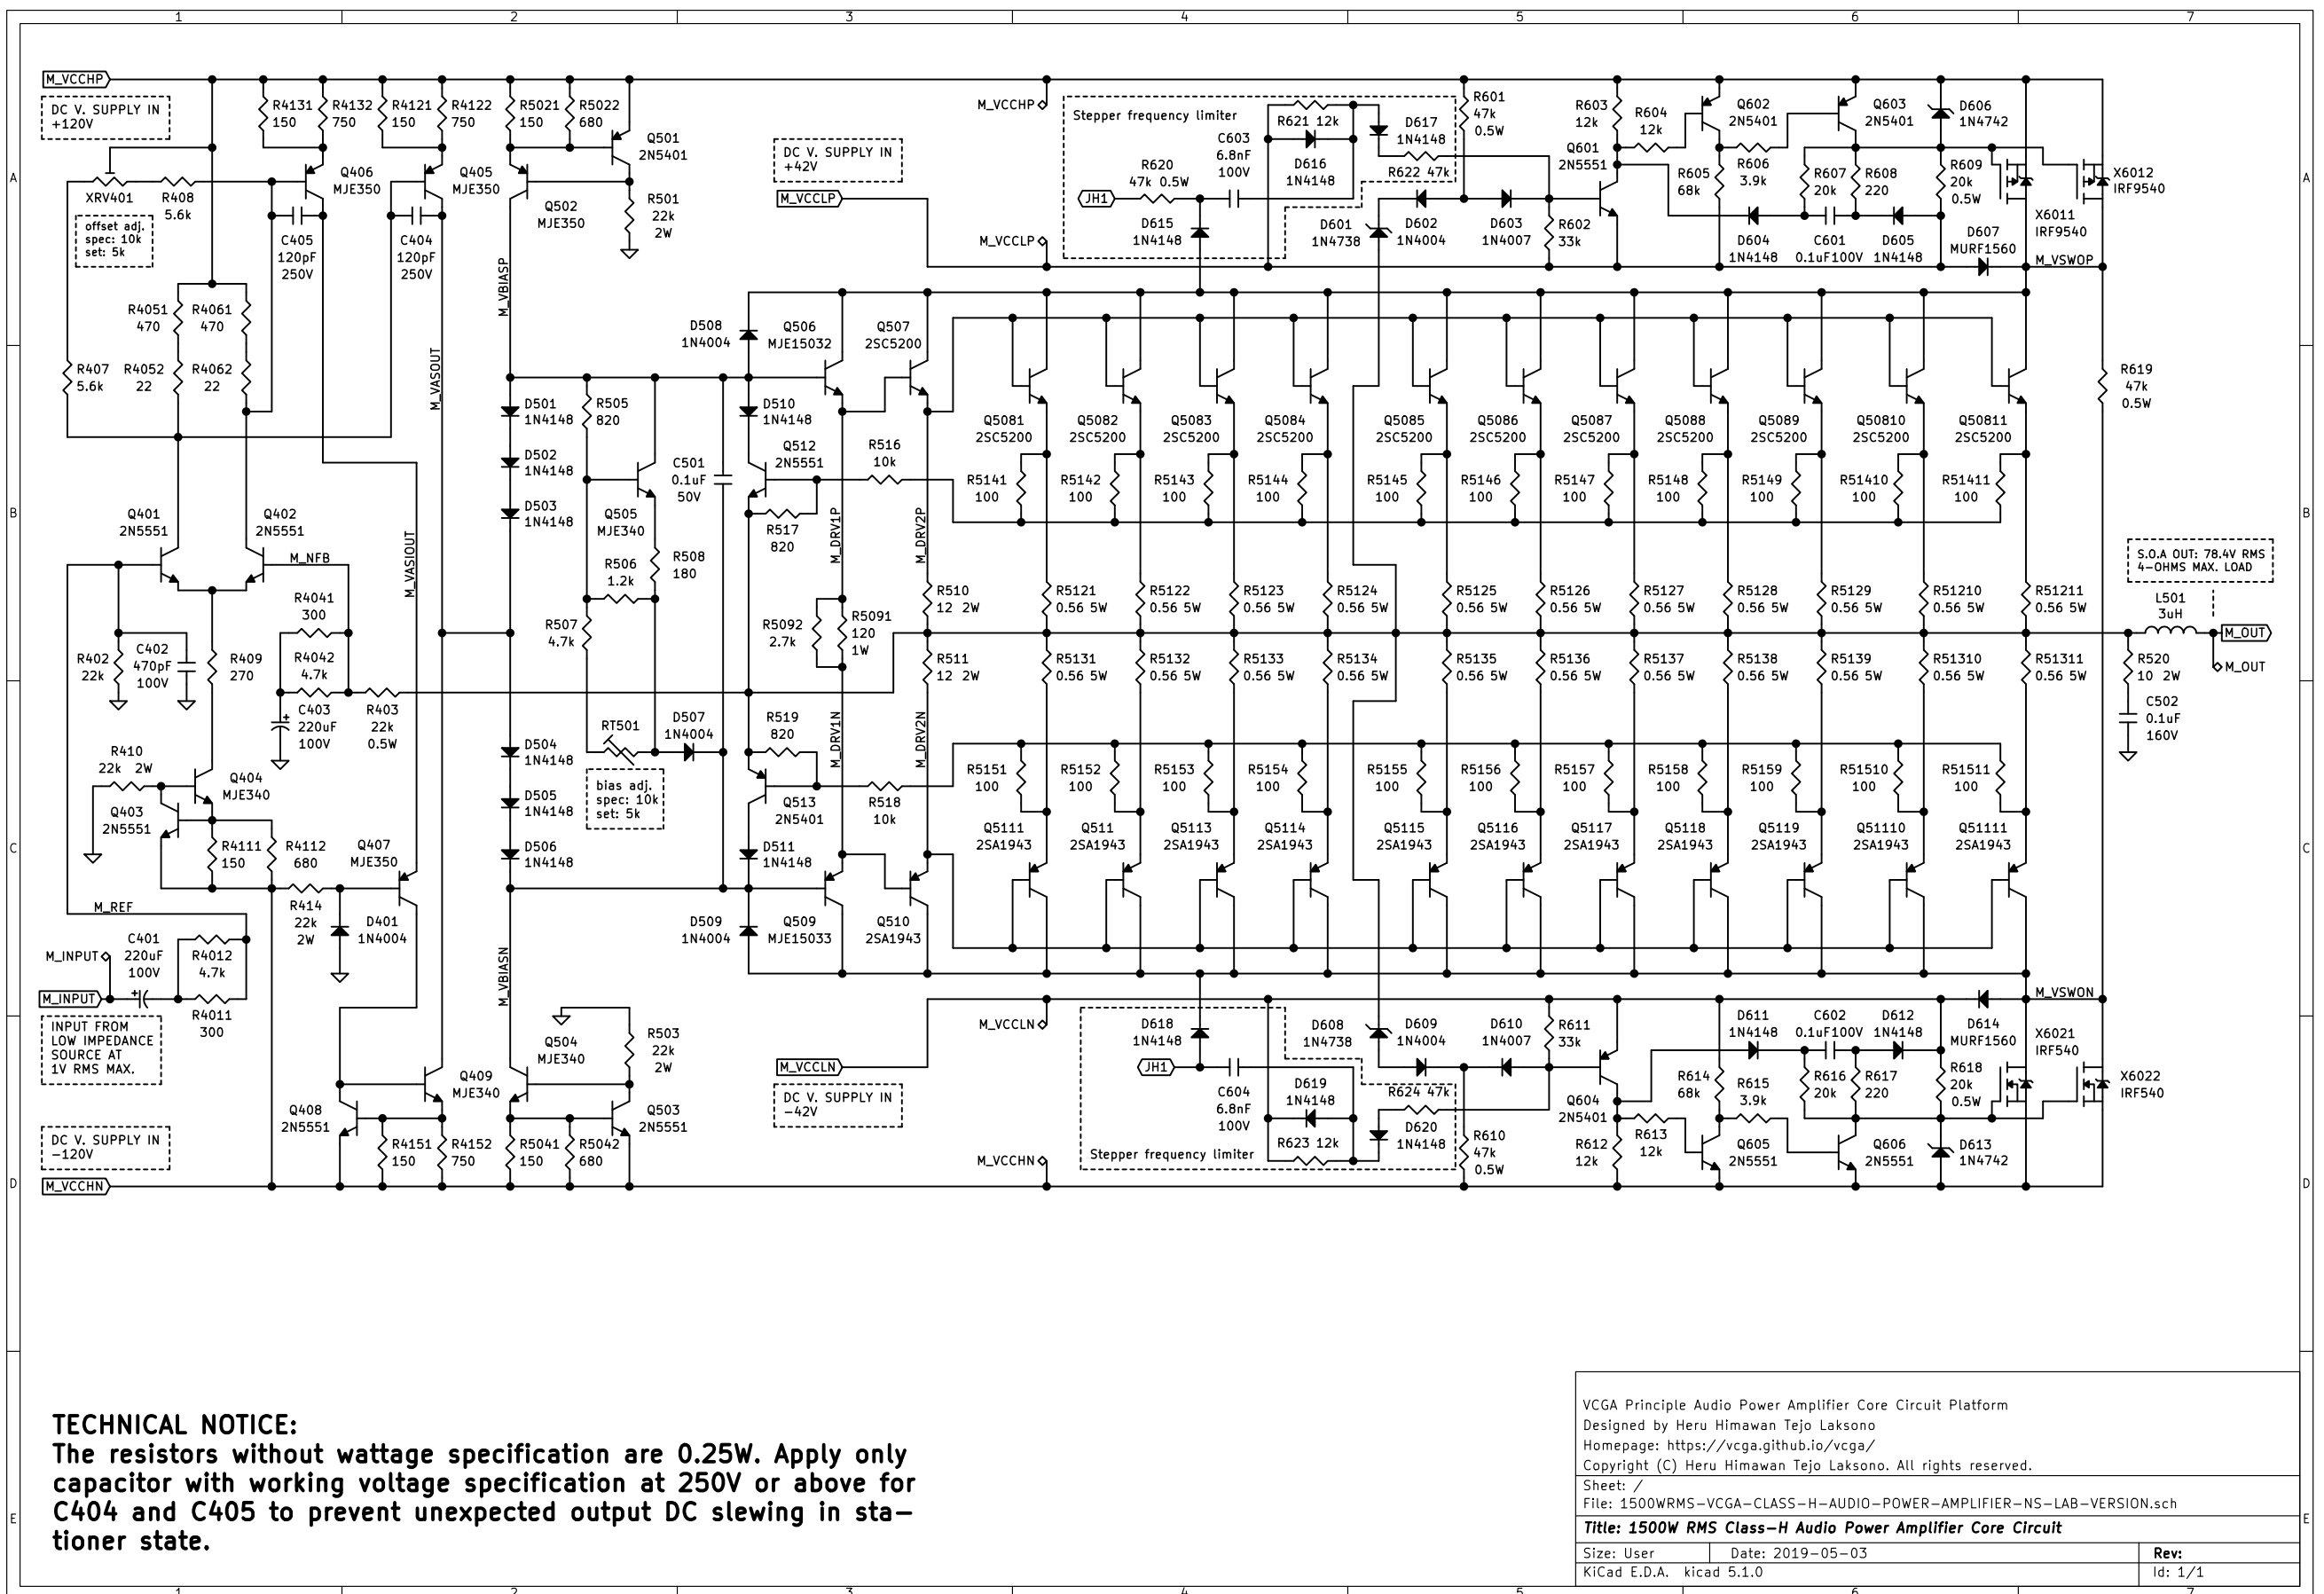 1 2 3 4 5 6 7
A B C D E
M_VCCHP
DC V. SUPPLY IN
+120V
R4131
150
R4132
750
R4121
150
R4122
750
R5021
150
R5022
680
Q501
2N5401
Q406
MJE350
Q405
MJE350
Q502
MJE350
R501
22k
2W
XRV401
R408
5.6k
offset adj.
spec: 10k
set: 5k
C405
120pF
250V
C404
120pF
250V
M_VBIASP
R4051
470
R4061
470
R407
5.6k
R4052
22
R4062
22
M_VASOUT
M_VASIOUT
Q401
2N5551
Q402
2N5551
M_NFB
R4041
300
R402
22k
C402
470pF
100V
R409
270
R4042
4.7k
C403
220uF
100V
R403
22k
0.5W
R410
22k 2W
Q404
MJE340
Q403
2N5551
R4111
150
R4112
680
Q407
MJE350
M_REF
R414
22k
2W
D401
1N4004
M_INPUT
C401
220uF
100V
R4012
4.7k
M_INPUT
R4011
300
INPUT FROM
LOW IMPEDANCE
SOURCE AT
1V RMS MAX.
DC V. SUPPLY IN
-120V
M_VCCHN
Q408
2N5551
Q409
MJE340
R4151
150
R4152
750
R5041
150
R5042
680
Q504
MJE340
R503
22k
2W
Q503
2N5551
M_VBIASN
D501
1N4148
D502
1N4148
D503
1N4148
D504
1N4148
D505
1N4148
D506
1N4148
R505
820
Q505
MJE340
R506
1.2k
R508
180
R507
4.7k
C501
0.1uF
50V
RT501
bias adj.
spec: 10k
set: 5k
D507
1N4004
D508
1N4004
D510
1N4148
Q512
2N5551
R517
820
R516
10k
Q506
MJE15032
Q507
2SC5200
M_DRV1P
M_DRV2P
R5092
2.7k
R5091
120
1W
R510
12 2W
R511
12 2W
M_DRV1N
M_DRV2N
R519
820
Q513
2N5401
R518
10k
D511
1N4148
D509
1N4004
Q509
MJE15033
Q510
2SA1943
DC V. SUPPLY IN
+42V
M_VCCLP
M_VCCLN
DC V. SUPPLY IN
-42V
M_VCCHP
M_VCCLP
Stepper frequency limiter
R621 12k
D617
1N4148
C603
6.8nF
100V
R620
47k 0.5W
D616
1N4148
R622 47k
JH1
D615
1N4148
D601
1N4738
D602
1N4004
D603
1N4007
R601
47k
0.5W
R602
33k
R603
12k
R604
12k
Q601
2N5551
Q602
2N5401
Q603
2N5401
D606
1N4742
R605
68k
R606
3.9k
R607
20k
R608
220
R609
20k
0.5W
D604
1N4148
C601
0.1uF100V
D605
1N4148
D607
MURF1560
X6011
IRF9540
X6012
IRF9540
M_VSWOP
R619
47k
0.5W
Q5081
2SC5200
Q5082
2SC5200
Q5083
2SC5200
Q5084
2SC5200
Q5085
2SC5200
Q5086
2SC5200
Q5087
2SC5200
Q5088
2SC5200
Q5089
2SC5200
Q50810
2SC5200
Q50811
2SC5200
R5141
100
R5142
100
R5143
100
R5144
100
R5145
100
R5146
100
R5147
100
R5148
100
R5149
100
R51410
100
R51411
100
R5121
0.56 5W
R5122
0.56 5W
R5123
0.56 5W
R5124
0.56 5W
R5125
0.56 5W
R5126
0.56 5W
R5127
0.56 5W
R5128
0.56 5W
R5129
0.56 5W
R51210
0.56 5W
R51211
0.56 5W
R5131
0.56 5W
R5132
0.56 5W
R5133
0.56 5W
R5134
0.56 5W
R5135
0.56 5W
R5136
0.56 5W
R5137
0.56 5W
R5138
0.56 5W
R5139
0.56 5W
R51310
0.56 5W
R51311
0.56 5W
S.O.A OUT: 78.4V RMS
4-OHMS MAX. LOAD
L501
3uH
M_OUT
M_OUT
R520
10 2W
C502
0.1uF
160V
R5151
100
R5152
100
R5153
100
R5154
100
R5155
100
R5156
100
R5157
100
R5158
100
R5159
100
R51510
100
R51511
100
Q5111
2SA1943
Q511
2SA1943
Q5113
2SA1943
Q5114
2SA1943
Q5115
2SA1943
Q5116
2SA1943
Q5117
2SA1943
Q5118
2SA1943
Q5119
2SA1943
Q51110
2SA1943
Q51111
2SA1943
M_VSWON
M_VCCLN
M_VCCHN
D618
1N4148
JH1
C604
6.8nF
100V
D608
1N4738
D609
1N4004
D610
1N4007
R611
33k
D619
1N4148
R624 47k
R623 12k
D620
1N4148
Stepper frequency limiter
R610
47k
0.5W
Q604
2N5401
R612
12k
R613
12k
R614
68k
R615
3.9k
D611
1N4148
C602
0.1uF100V
D612
1N4148
R616
20k
R617
220
R618
20k
0.5W
D614
MURF1560
X6021
IRF540
X6022
IRF540
Q605
2N5551
Q606
2N5551
D613
1N4742
TECHNICAL NOTICE:
The resistors without wattage specification are 0.25W. Apply only
capacitor with working voltage specification at 250V or above for
C404 and C405 to prevent unexpected output DC slewing in sta-
tioner state.
VCGA Principle Audio Power Amplifier Core Circuit Platform
Designed by Heru Himawan Tejo Laksono
Homepage: https://vcga.github.io/vcga/
Copyright (C) Heru Himawan Tejo Laksono. All rights reserved.
Sheet: /
File: 1500WRMS-VCGA-CLASS-H-AUDIO-POWER-AMPLIFIER-NS-LAB-VERSION.sch
Title: 1500W RMS Class-H Audio Power Amplifier Core Circuit
Size: User Date: 2019-05-03 Rev:
KiCad E.D.A. kicad 5.1.0 Id: 1/1
A B C D E
1 2 3 4 5 6 7